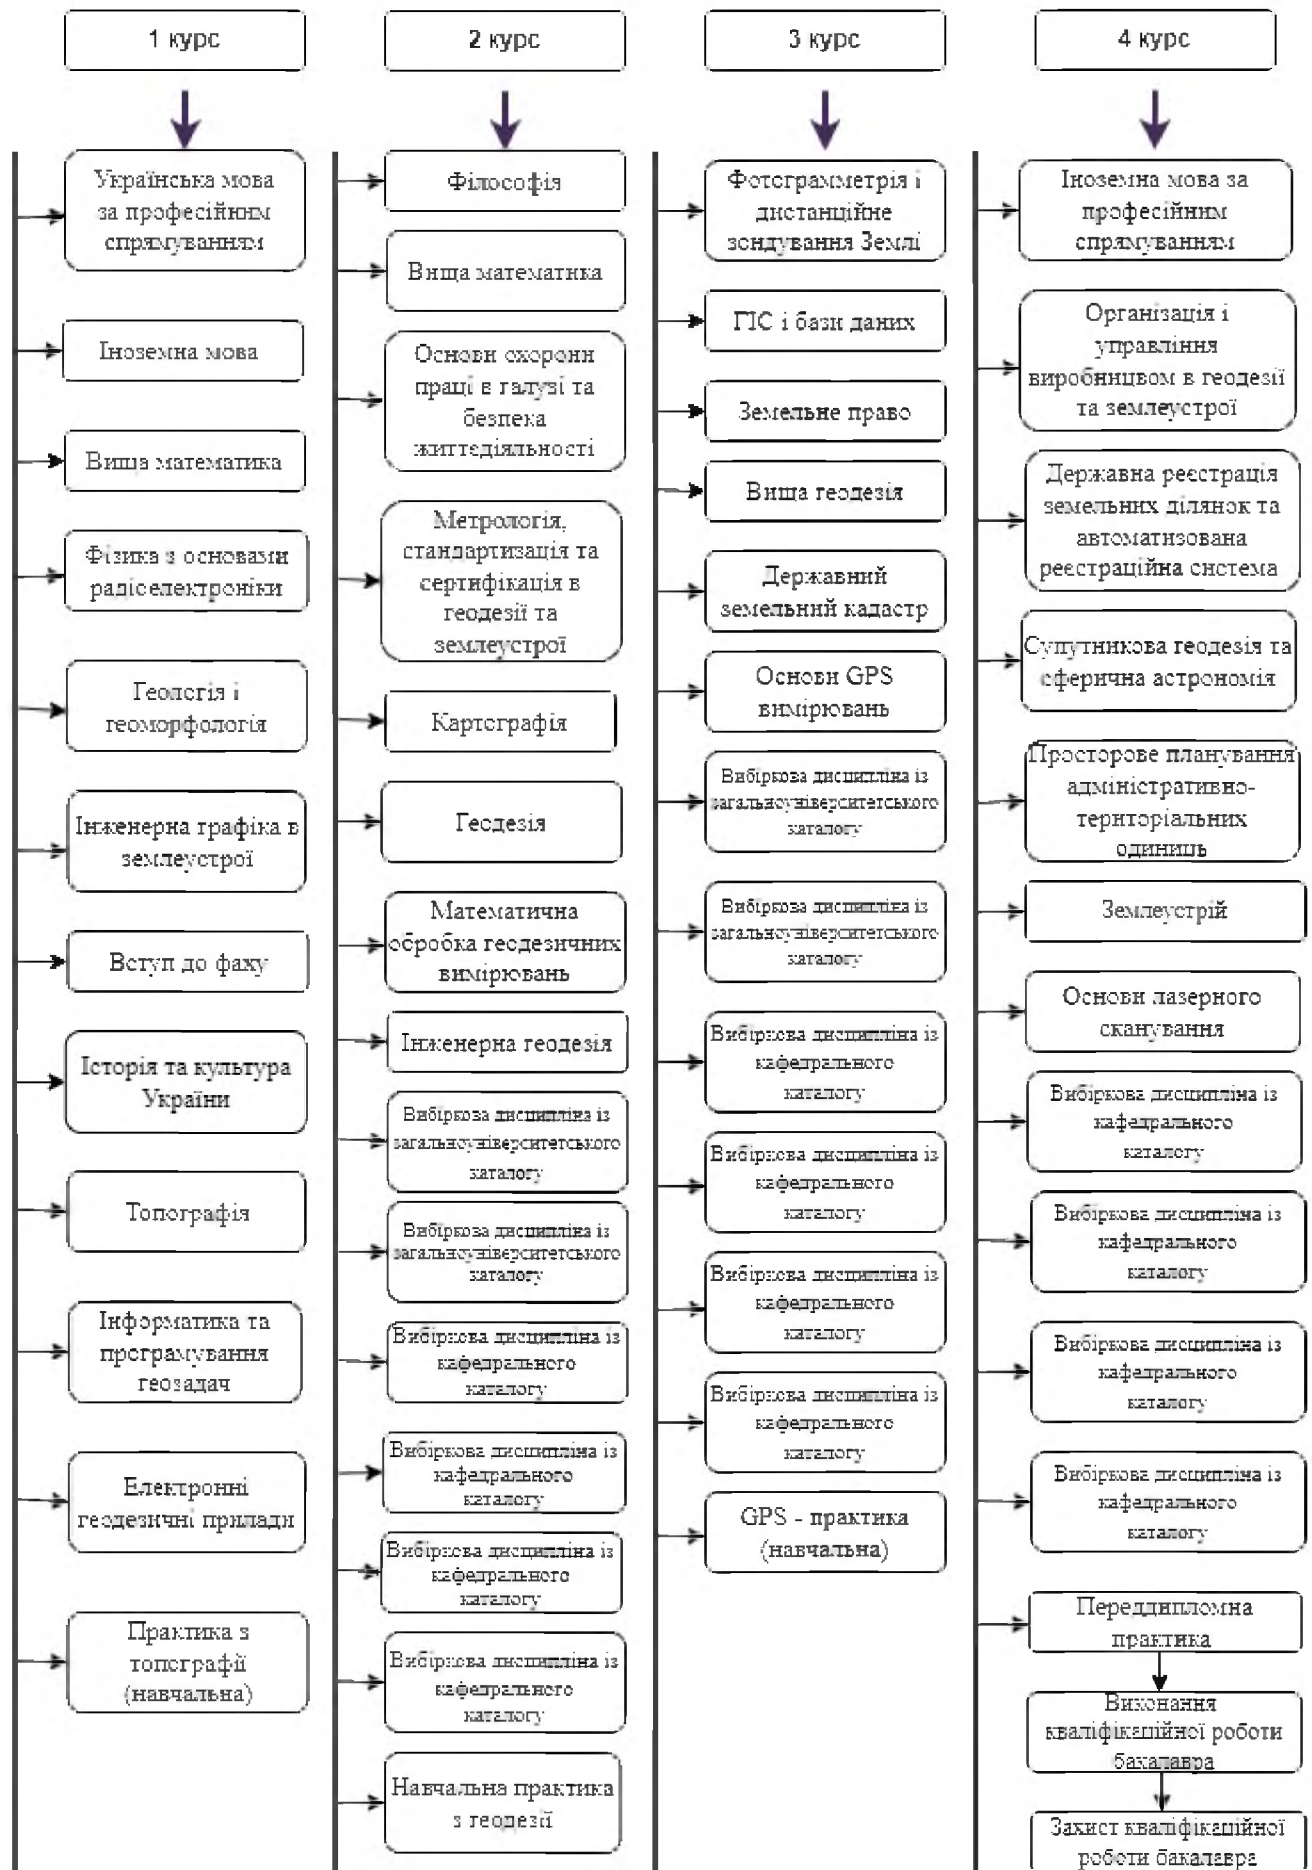 1 курс
Українська мова
за професійним
спрямуванням
Іноземна мова
Вища математика
Фізика з основами
радіоелектроніки
Геологія і
геоморфологія
Інженерна графіка в
землеустрої
Вступ до фаху
Історія та культура
України
Топографія
Інформатика та
програмування
геозадач
Електронні
геодезичні прилади
Практика з
топографії
(навчальна)
2 курс
Філософія
Вища математика
Основи охорони
праці в галузі та
безпека
життєдіяльності
Метрологія,
стандартизація та
сертифікація в
геодезії та
землеустрої
Картографія
Геодезія
Математична
обробка геодезичних
вимірювань
Інженерна геодезія
Вибіркова дисципліна із
загальноуніверситетського
каталогу
Вибіркова дисципліна із
загальноуніверситетського
каталогу
Вибіркова дисципліна із
кафедрального
каталогу
Вибіркова дисципліна із
кафедрального
каталогу
Вибіркова дисципліна із
кафедрального
каталогу
Вибіркова дисципліна із
кафедрального
каталогу
Навчальна практика
з геодезії
3 курс
Фотограмметрія і
дистанційне
зондування Землі
ГІС і бази даних
Земельне право
Вища геодезія
Державний
земельний кадастр
Основи GPS
вимірювань
Вибіркова дисципліна із
загальноуніверситетського
каталогу
Вибіркова дисципліна із
загальноуніверситетського
каталогу
Вибіркова дисципліна із
кафедрального
каталогу
Вибіркова дисципліна із
кафедрального
каталогу
Вибіркова дисципліна із
кафедрального
каталогу
Вибіркова дисципліна із
кафедрального
каталогу
GPS - практика
(навчальна)
4 курс
Іноземна мова за
професійним
спрямуванням
Організація і
управління
виробницвом в геодезії
та землеустрої
Державна реєстрація
земельних ділянок та
автоматизована
реєстраційна система
Супутникова геодезія та
сферична астрономія
Просторове планування
адміністративно-
територіальних
одиниць
Землеустрій
Основи лазерного
сканування
Вибіркова дисципліна із
кафедрального
каталогу
Вибіркова дисципліна із
кафедрального
каталогу
Вибіркова дисципліна із
кафедрального
каталогу
Вибіркова дисципліна із
кафедрального
каталогу
Переддипломна
практика
Виконання
кваліфікаційної роботи
бакалавра
Захист кваліфікаційної
роботи бакалавра